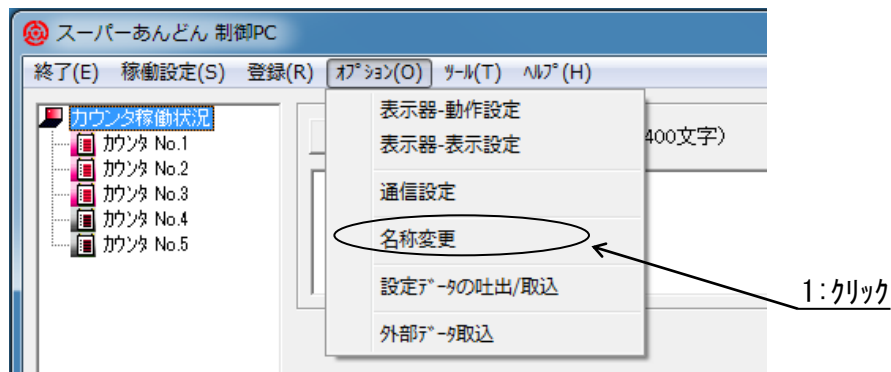 スーパーあんどん 制御PC
終了(E) 稼働設定(S) 登録(R) ｵﾌﾟｼｮﾝ(O) ﾂｰﾙ(T) ﾍﾙﾌﾟ(H)
カウンタ稼働状況
ｶｳﾝﾀ No.1
ｶｳﾝﾀ No.2
ｶｳﾝﾀ No.3
ｶｳﾝﾀ No.4
ｶｳﾝﾀ No.5
表示器-動作設定
表示器-表示設定
400文字）
通信設定
名称変更
設定ﾃﾞｰﾀの吐出/取込
外部ﾃﾞｰﾀ取込
1：ｸﾘｯｸ